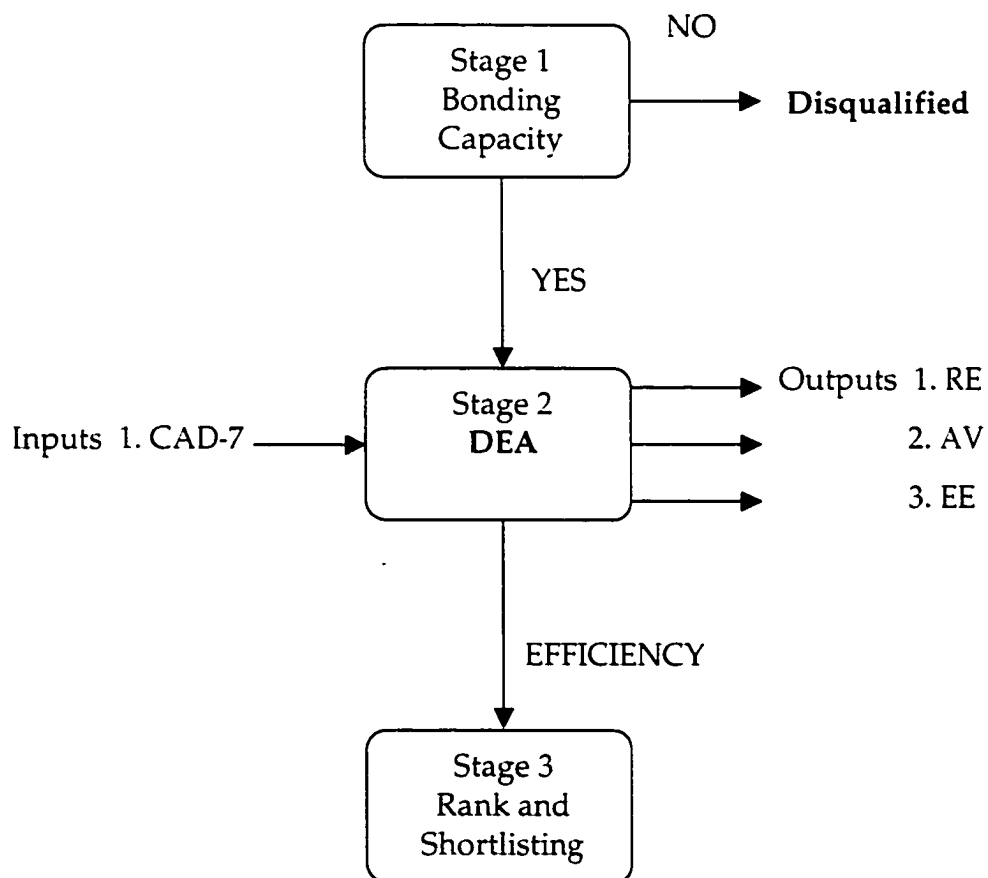 NO
Stage 1
Bonding
Capacity
Disqualified
YES
Stage 2
DEA
Inputs 1. CAD-7
Outputs 1. RE
2. AV
3. EE
EFFICIENCY
Stage 3
Rank and
Shortlisting